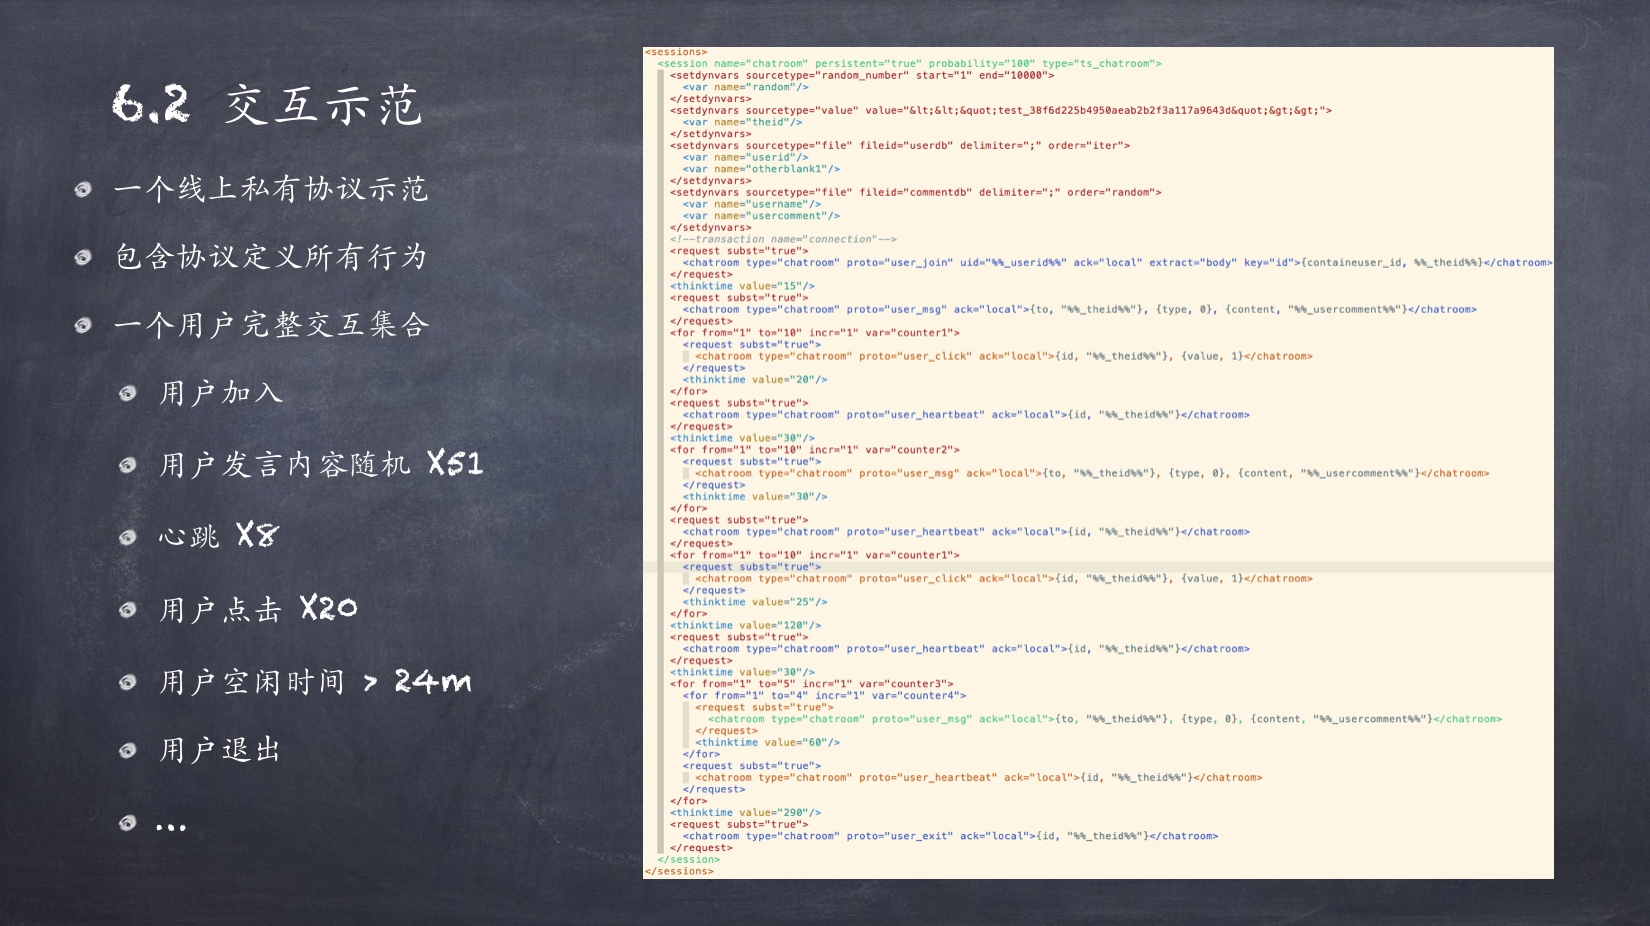 6.2 交互示范
一个线上私有协议示范
包含协议定义所有行为
一个用户完整交互集合
用户加入
用户发言内容随机 X51
心跳 X8
用户点击 X20
用户空闲时间 > 24m
用户退出
...
<sessions>
<session name="chatroom" persistent="true" probability="100" type="ts_chatroom">
<setdynvars sourcetype="random_number" start="1" end="10000">
<var name="random"/>
</setdynvars>
<setdynvars sourcetype="value" value="&lt;&lt;&quot;test_38f6d225b4950aeab2b2f3a117a9643d&quot;&gt;&gt;">
<var name="theid"/>
</setdynvars>
<setdynvars sourcetype="file" fileid="userdb" delimiter=";" order="iter">
<var name="userid"/>
<var name="otherblank1"/>
</setdynvars>
<setdynvars sourcetype="file" fileid="commentdb" delimiter=";" order="random">
<var name="username"/>
<var name="usercomment"/>
</setdynvars>
<!--transaction name="connection"-->
<request subst="true">
<chatroom type="chatroom" proto="user_join" uid="%%_userid%%" ack="local" extract="body" key="id">{containeuser_id, %%_theid%%}</chatroom>
</request>
<thinktime value="15"/>
<request subst="true">
<chatroom type="chatroom" proto="user_msg" ack="local">{to, "%%_theid%%"}, {type, 0}, {content, "%%_usercomment%%"}</chatroom>
</request>
<for from="1" to="10" incr="1" var="counter1">
<request subst="true">
<chatroom type="chatroom" proto="user_click" ack="local">{id, "%%_theid%%"}, {value, 1}</chatroom>
</request>
<thinktime value="20"/>
</for>
<request subst="true">
<chatroom type="chatroom" proto="user_heartbeat" ack="local">{id, "%%_theid%%"}</chatroom>
</request>
<thinktime value="30"/>
<for from="1" to="10" incr="1" var="counter2">
<request subst="true">
<chatroom type="chatroom" proto="user_msg" ack="local">{to, "%%_theid%%"}, {type, 0}, {content, "%%_usercomment%%"}</chatroom>
</request>
<thinktime value="30"/>
</for>
<request subst="true">
<chatroom type="chatroom" proto="user_heartbeat" ack="local">{id, "%%_theid%%"}</chatroom>
</request>
<for from="1" to="10" incr="1" var="counter1">
<request subst="true">
<chatroom type="chatroom" proto="user_click" ack="local">{id, "%%_theid%%"}, {value, 1}</chatroom>
</request>
<thinktime value="25"/>
</for>
<thinktime value="120"/>
<request subst="true">
<chatroom type="chatroom" proto="user_heartbeat" ack="local">{id, "%%_theid%%"}</chatroom>
</request>
<thinktime value="30"/>
<for from="1" to="5" incr="1" var="counter3">
<for from="1" to="4" incr="1" var="counter4">
<request subst="true">
<chatroom type="chatroom" proto="user_msg" ack="local">{to, "%%_theid%%"}, {type, 0}, {content, "%%_usercomment%%"}</chatroom>
</request>
<thinktime value="60"/>
</for>
<request subst="true">
<chatroom type="chatroom" proto="user_heartbeat" ack="local">{id, "%%_theid%%"}</chatroom>
</request>
</for>
<thinktime value="290"/>
<request subst="true">
<chatroom type="chatroom" proto="user_exit" ack="local">{id, "%%_theid%%"}</chatroom>
</request>
</session>
</sessions>